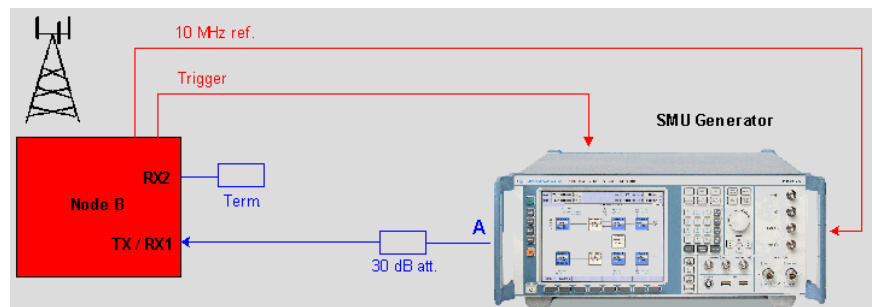 10 MHz ref.
Trigger
SMU Generator
RX2
Term.
Node B
A
TX / RX1
30 dB att.